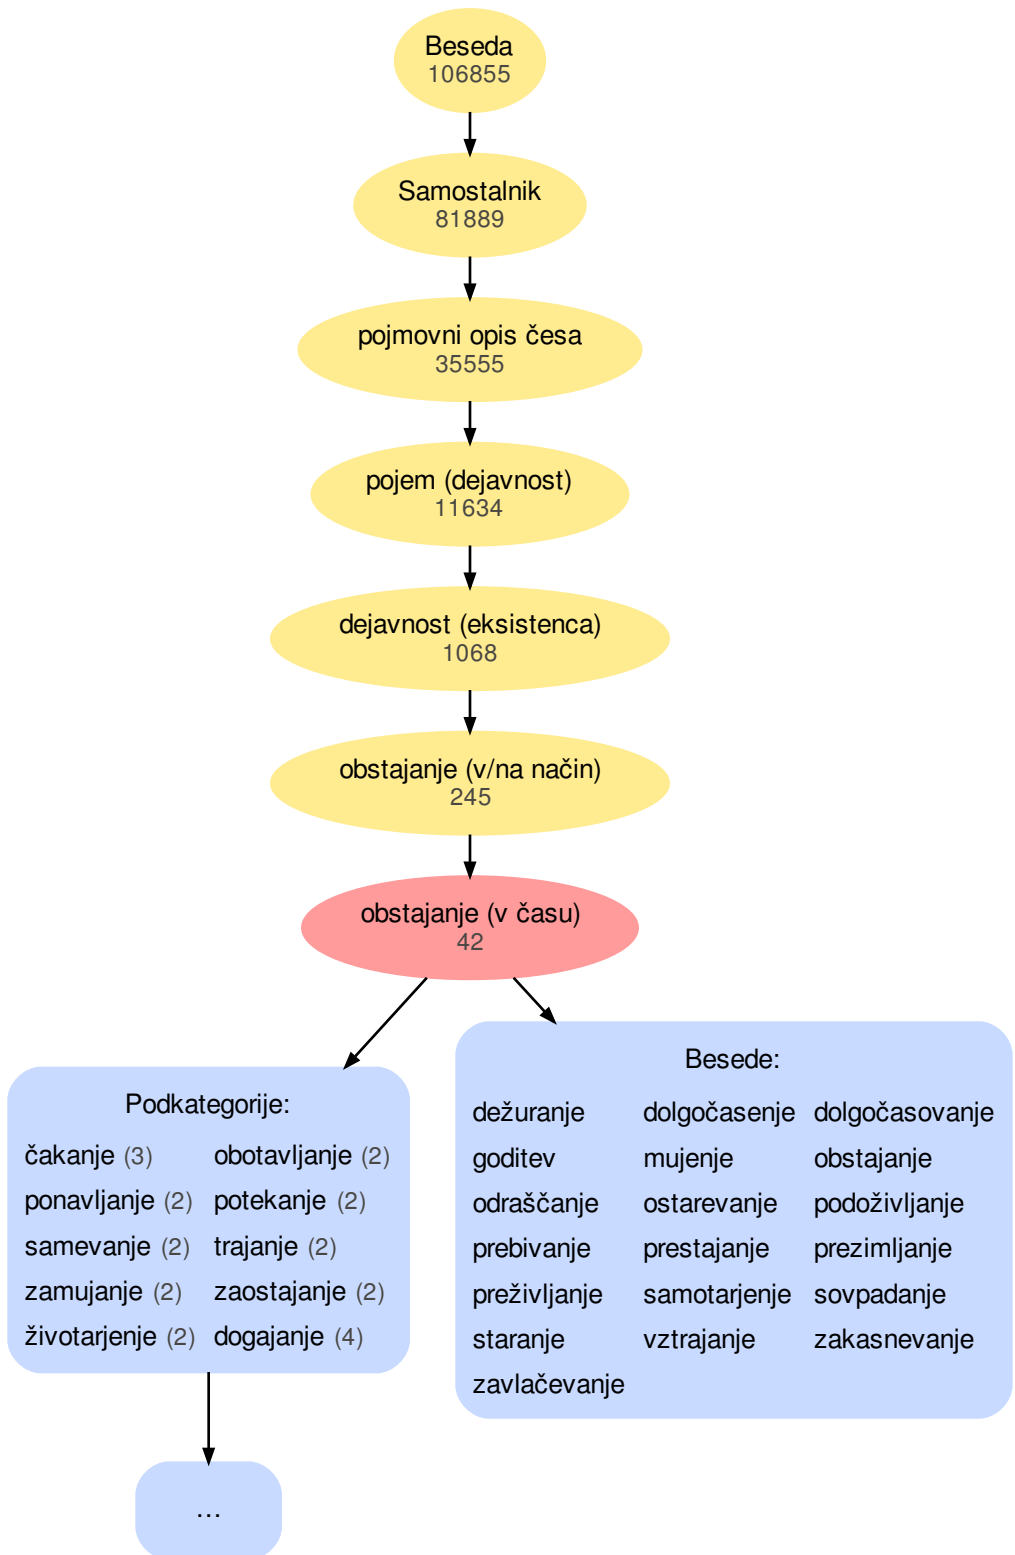 Beseda
106855
Samostalnik
81889
pojmovni opis česa
35555
pojem (dejavnost)
11634
dejavnost (eksistenca)
1068
obstajanje (v/na način)
245
obstajanje (v času)
42
Podkategorije:
čakanje (3) obotavljanje (2)
ponavljanje (2) potekanje (2)
samevanje (2) trajanje (2)
zamujanje (2) zaostajanje (2)
životarjenje (2) dogajanje (4)
...
Besede:
dežuranje dolgočasenje dolgočasovanje
goditev mujenje obstajanje
odraščanje ostarevanje podoživljanje
prebivanje prestajanje prezimljanje
preživljanje samotarjenje sovpadanje
staranje vztrajanje zakasnevanje
zavlačevanje